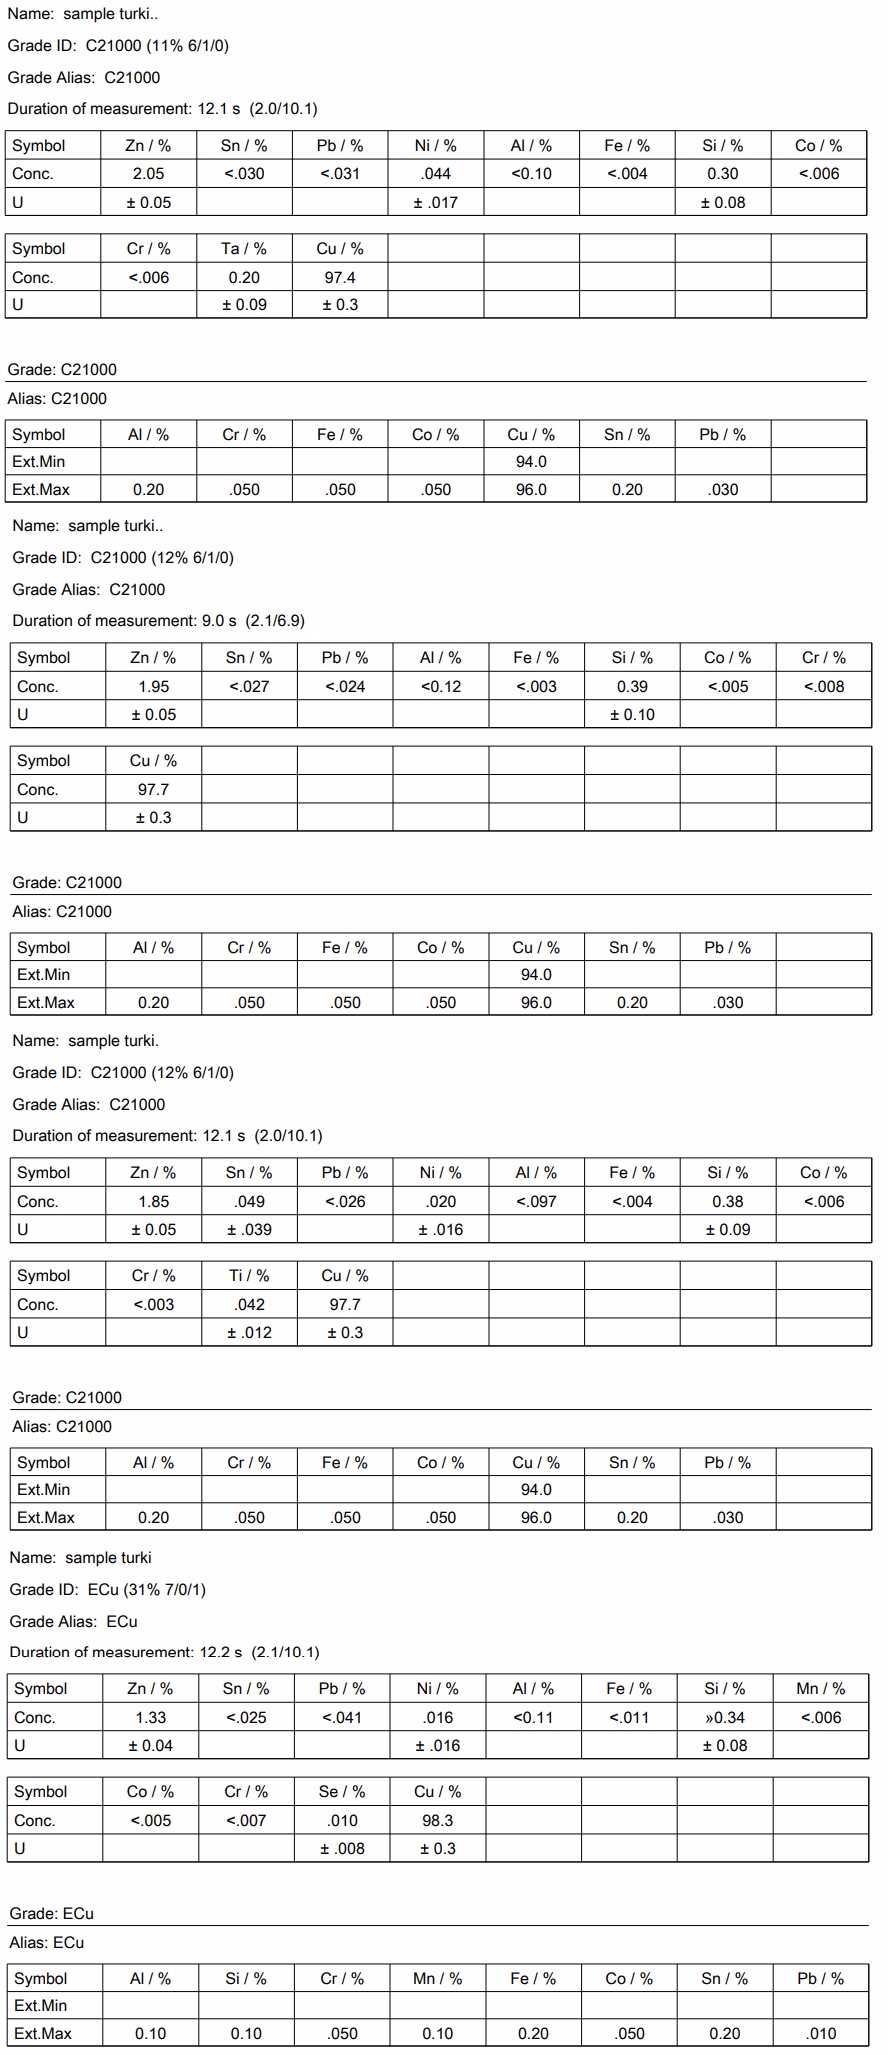 Name: sample turki..
Grade ID: C21000 (11% 6/1/0)
Grade Alias: C21000
Duration of measurement: 12.1 s (2.0/10.1)
Symbol Zn / % Sn / % Pb / % Ni / % Al / % Fe / % Si / % Co / %
Conc. 2.05 <.030 <.031 .044 <0.10 <.004 0.30 <.006
U ± 0.05 ± .017 ± 0.08
Symbol Cr / % Ta / % Cu / %
Conc. <.006 0.20 97.4
U ± 0.09 ± 0.3
Grade: C21000
Alias: C21000
Symbol Al / % Cr / % Fe / % Co / % Cu / % Sn / % Pb / %
Ext.Min 94.0
Ext.Max 0.20 .050 .050 .050 96.0 0.20 .030
Name: sample turki..
Grade ID: C21000 (12% 6/1/0)
Grade Alias: C21000
Duration of measurement: 9.0 s (2.1/6.9)
Symbol Zn / % Sn / % Pb / % Al / % Fe / % Si / % Co / % Cr / %
Conc. 1.95 <.027 <.024 <0.12 <.003 0.39 <.005 <.008
U ± 0.05 ± 0.10
Symbol Cu / %
Conc. 97.7
U ± 0.3
Grade: C21000
Alias: C21000
Symbol Al / % Cr / % Fe / % Co / % Cu / % Sn / % Pb / %
Ext.Min 94.0
Ext.Max 0.20 .050 .050 .050 96.0 0.20 .030
Name: sample turki.
Grade ID: C21000 (12% 6/1/0)
Grade Alias: C21000
Duration of measurement: 12.1 s (2.0/10.1)
Symbol Zn / % Sn / % Pb / % Ni / % Al / % Fe / % Si / % Co / %
Conc. 1.85 .049 <.026 .020 <.097 <.004 0.38 <.006
U ± 0.05 ± .039 ± .016 ± 0.09
Symbol Cr / % Ti / % Cu / %
Conc. <.003 .042 97.7
U ± .012 ± 0.3
Grade: C21000
Alias: C21000
Symbol Al / % Cr / % Fe / % Co / % Cu / % Sn / % Pb / %
Ext.Min 94.0
Ext.Max 0.20 .050 .050 .050 96.0 0.20 .030
Name: sample turki
Grade ID: ECu (31% 7/0/1)
Grade Alias: ECu
Duration of measurement: 12.2 s (2.1/10.1)
Symbol Zn / % Sn / % Pb / % Ni / % Al / % Fe / % Si / % Mn / %
Conc. 1.33 <.025 <.041 .016 <0.11 <.011 »0.34 <.006
U ± 0.04 ± .016 ± 0.08
Symbol Co / % Cr / % Se / % Cu / %
Conc. <.005 <.007 .010 98.3
U ± .008 ± 0.3
Grade: ECu
Alias: ECu
Symbol Al / % Si / % Cr / % Mn / % Fe / % Co / % Sn / % Pb / %
Ext.Min
Ext.Max 0.10 0.10 .050 0.10 0.20 .050 0.20 .010